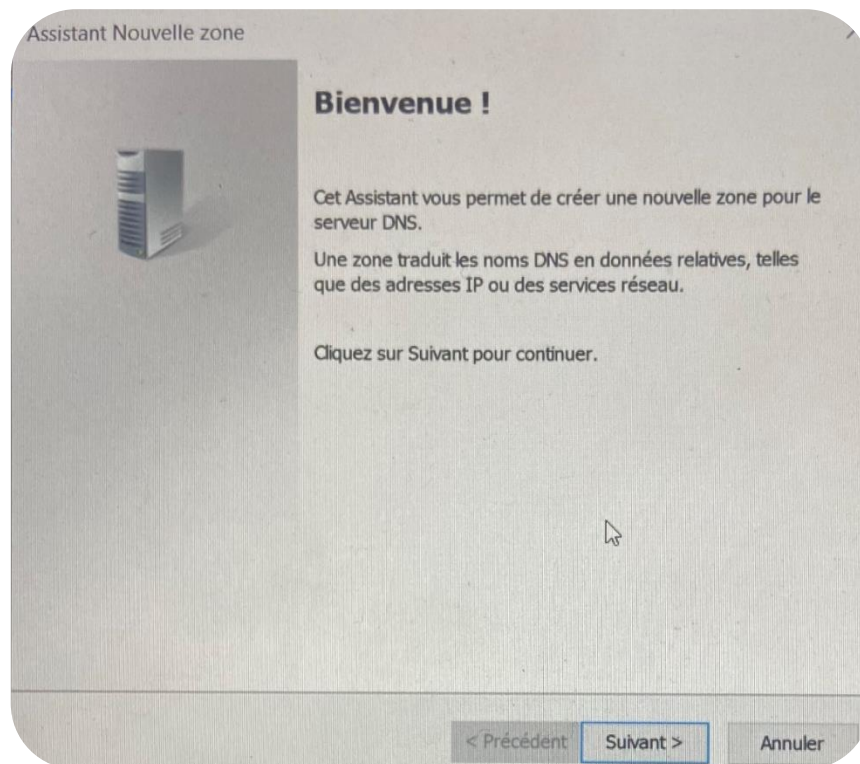 Assistant Nouvelle zone
Bienvenue !
Cet Assistant vous permet de créer une nouvelle zone pour le
serveur DNS.
Une zone traduit les noms DNS en données relatives, telles
que des adresses IP ou des services réseau.
Cliquez sur Suivant pour continuer.
< Précédent Suivant > Annuler